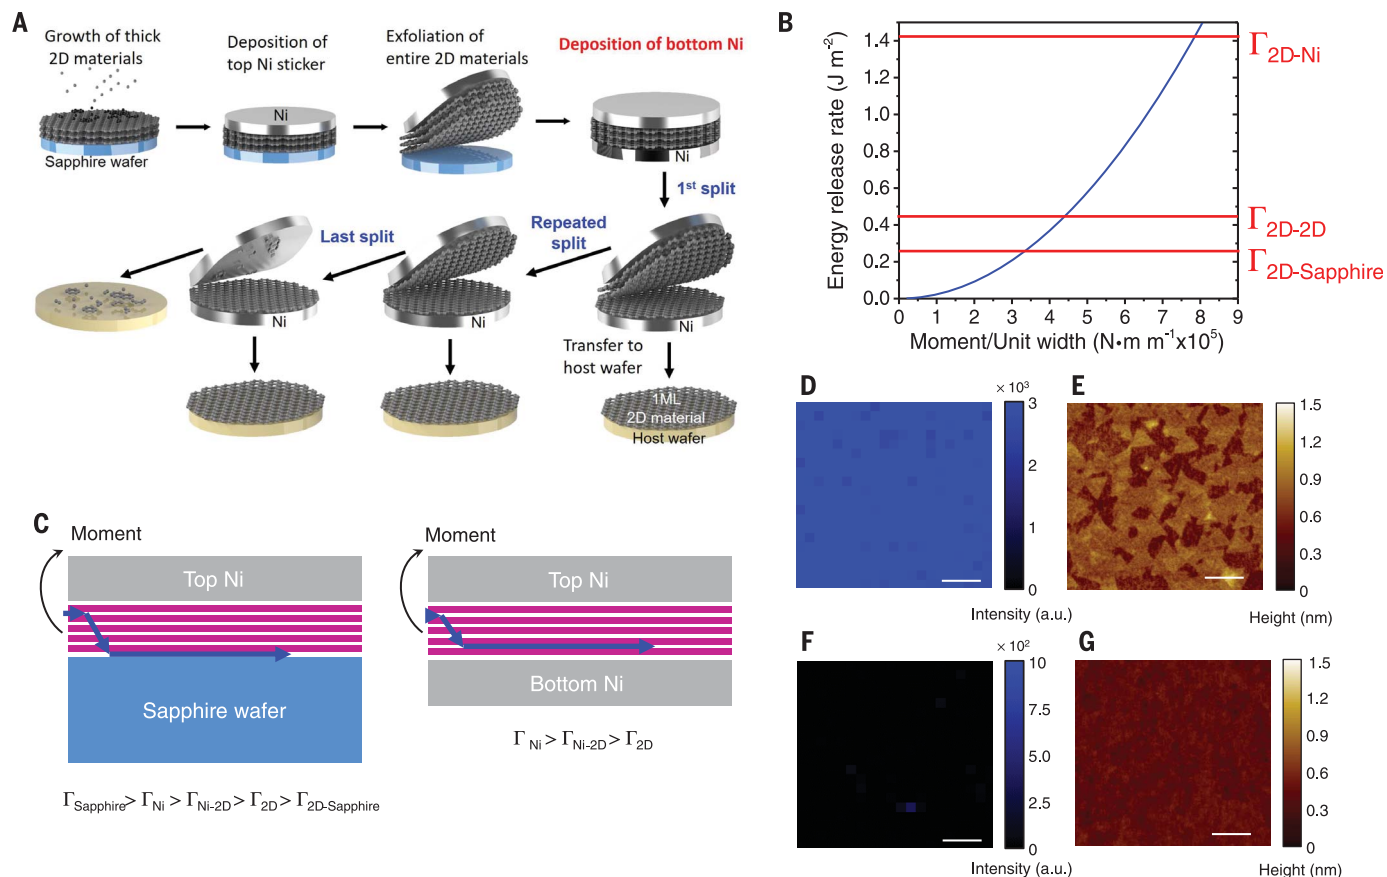 A
Growth of thick
2D materials
Sapphire wafer
Deposition of
top Ni sticker
Ni
Exfoliation of
entire 2D materials
Deposition of bottom Ni
Ni
1st split
Last split
Repeated
split
Ni
Ni
Transfer to
host wafer
1ML
2D material
Host wafer
B
Energy release rate (J m-2)
1.4
1.2
1.0
0.8
0.6
0.4
0.2
0.0
0 1 2 3 4 5 6 7 8 9
Moment/Unit width (N•m m-1x105)
Γ2D-Ni
Γ2D-2D
Γ2D-Sapphire
C
Moment
Top Ni
Sapphire wafer
ΓSapphire> ΓNi > ΓNi-2D> Γ2D> Γ2D-Sapphire
Moment
Top Ni
Bottom Ni
ΓNi > ΓNi-2D> Γ2D
D
× 10³
3
2
1
0
Intensity (a.u.)
E
1.5
1.2
0.9
0.6
0.3
0
Height (nm)
F
× 10²
10
7.5
5.0
2.5
0
Intensity (a.u.)
G
1.5
1.2
0.9
0.6
0.3
0
Height (nm)